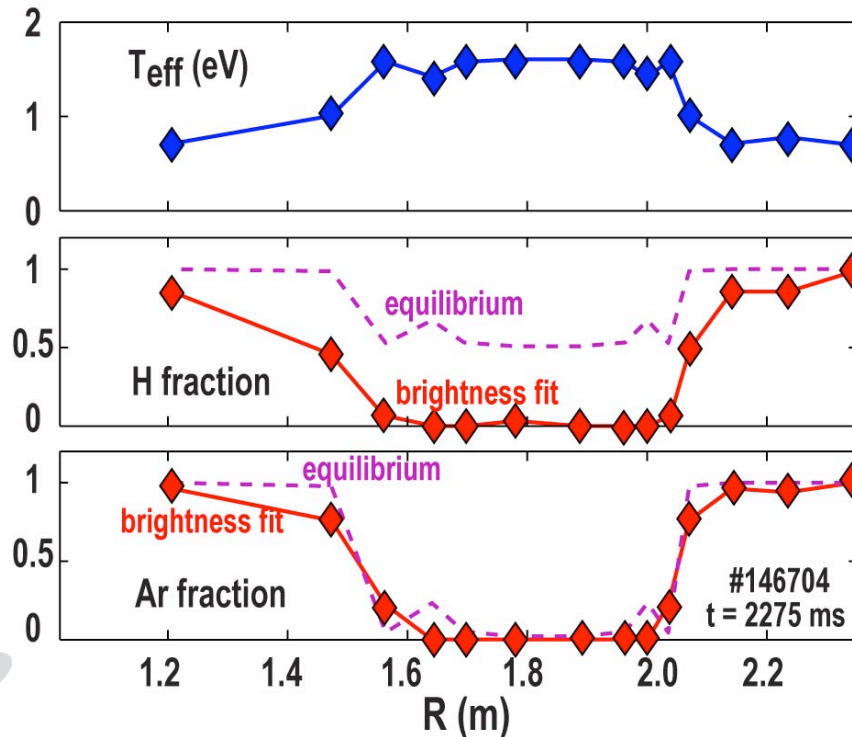 2
T_eff (eV)
1
0
1
equilibrium
0.5
H fraction
brightness fit
0
1
equilibrium
brightness fit
0.5
Ar fraction
#146704
t = 2275 ms
0
1.2 1.4 1.6 1.8 2.0 2.2
R (m)